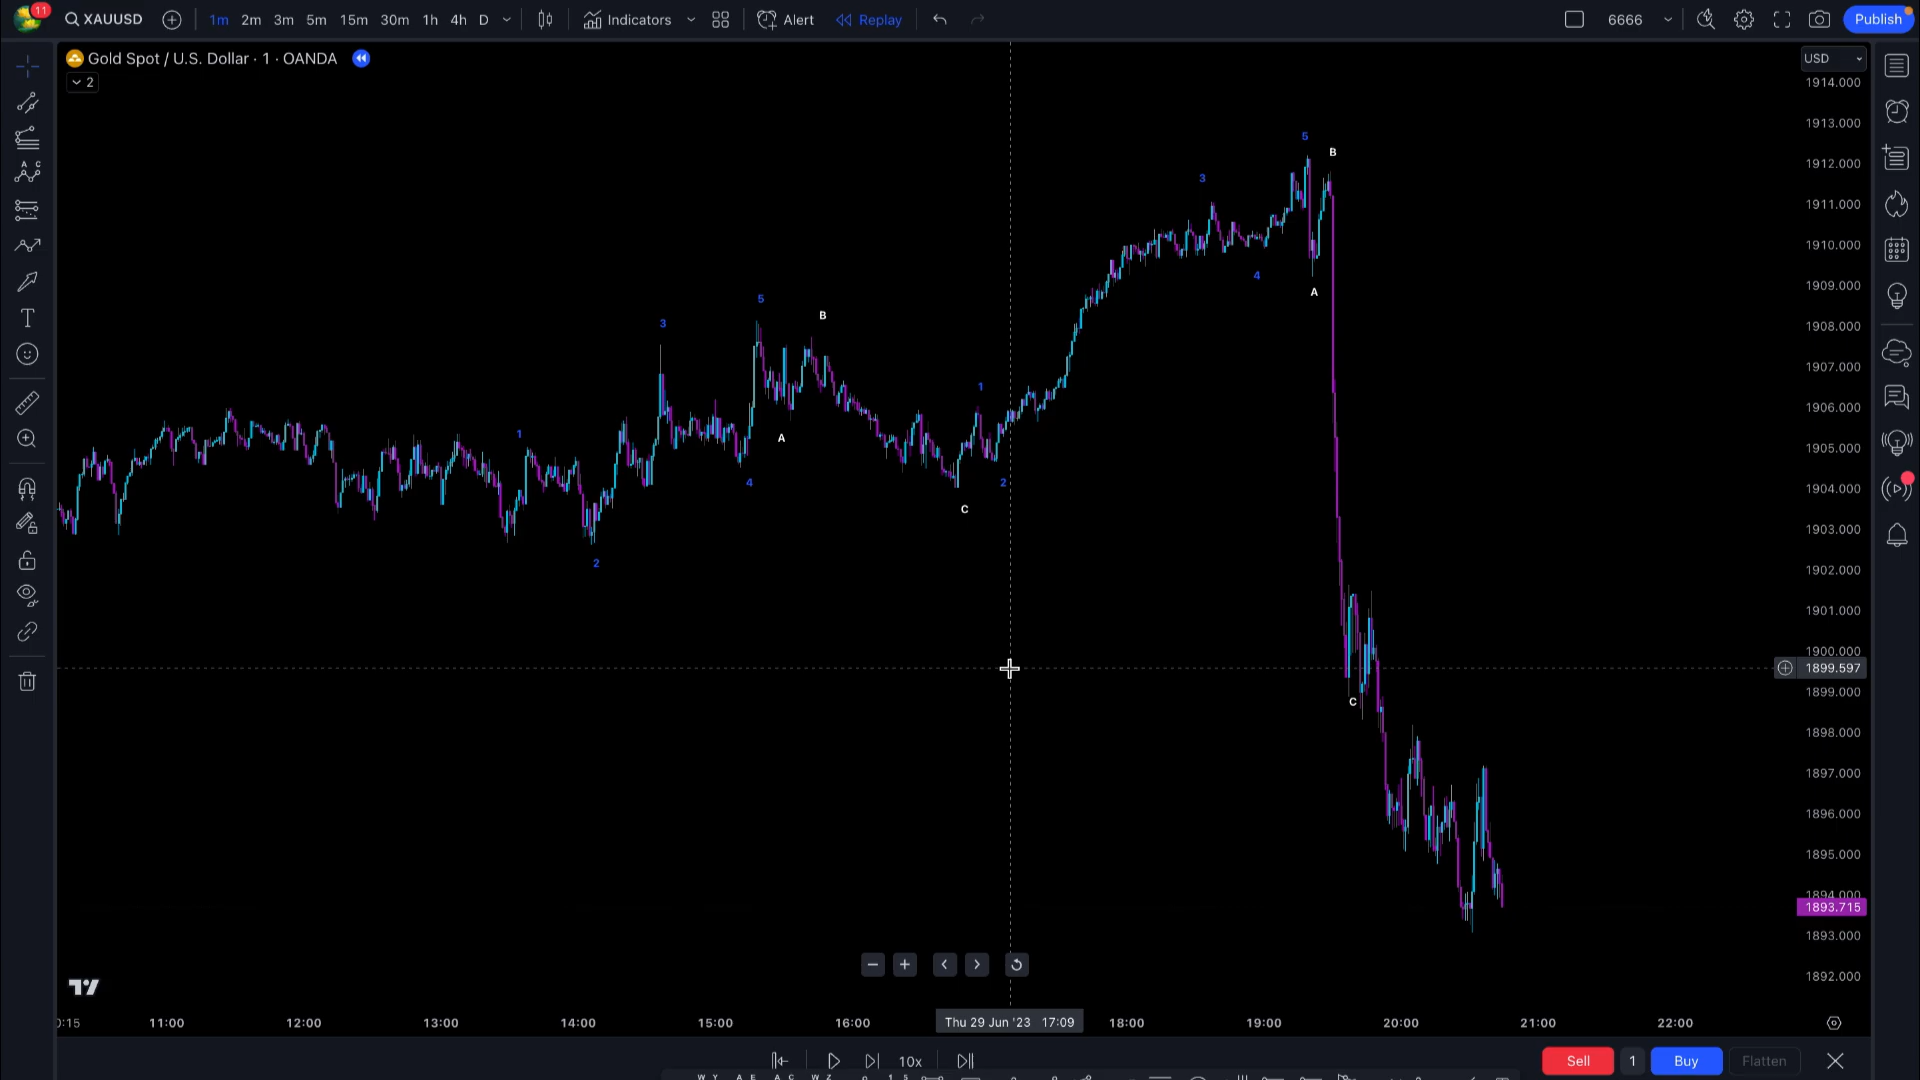 11
XAUUSD
1m 2m 3m 5m 15m 30m 1h 4h D
Indicators
Alert
Replay
6666
Publish
Gold Spot / U.S. Dollar · 1 · OANDA
2
USD
1914.000
1913.000
1912.000
1911.000
1910.000
1909.000
1908.000
1907.000
1906.000
1905.000
1904.000
1903.000
1902.000
1901.000
1900.000
1899.597
1899.000
1898.000
1897.000
1896.000
1895.000
1894.000
1893.715
1893.000
1892.000
5
B
3
4
A
5
B
3
1
1
A
4
2
C
2
C
0:15 11:00 12:00 13:00 14:00 15:00 16:00 Thu 29 Jun '23 17:09 18:00 19:00 20:00 21:00 22:00
10x
Sell 1 Buy Flatten